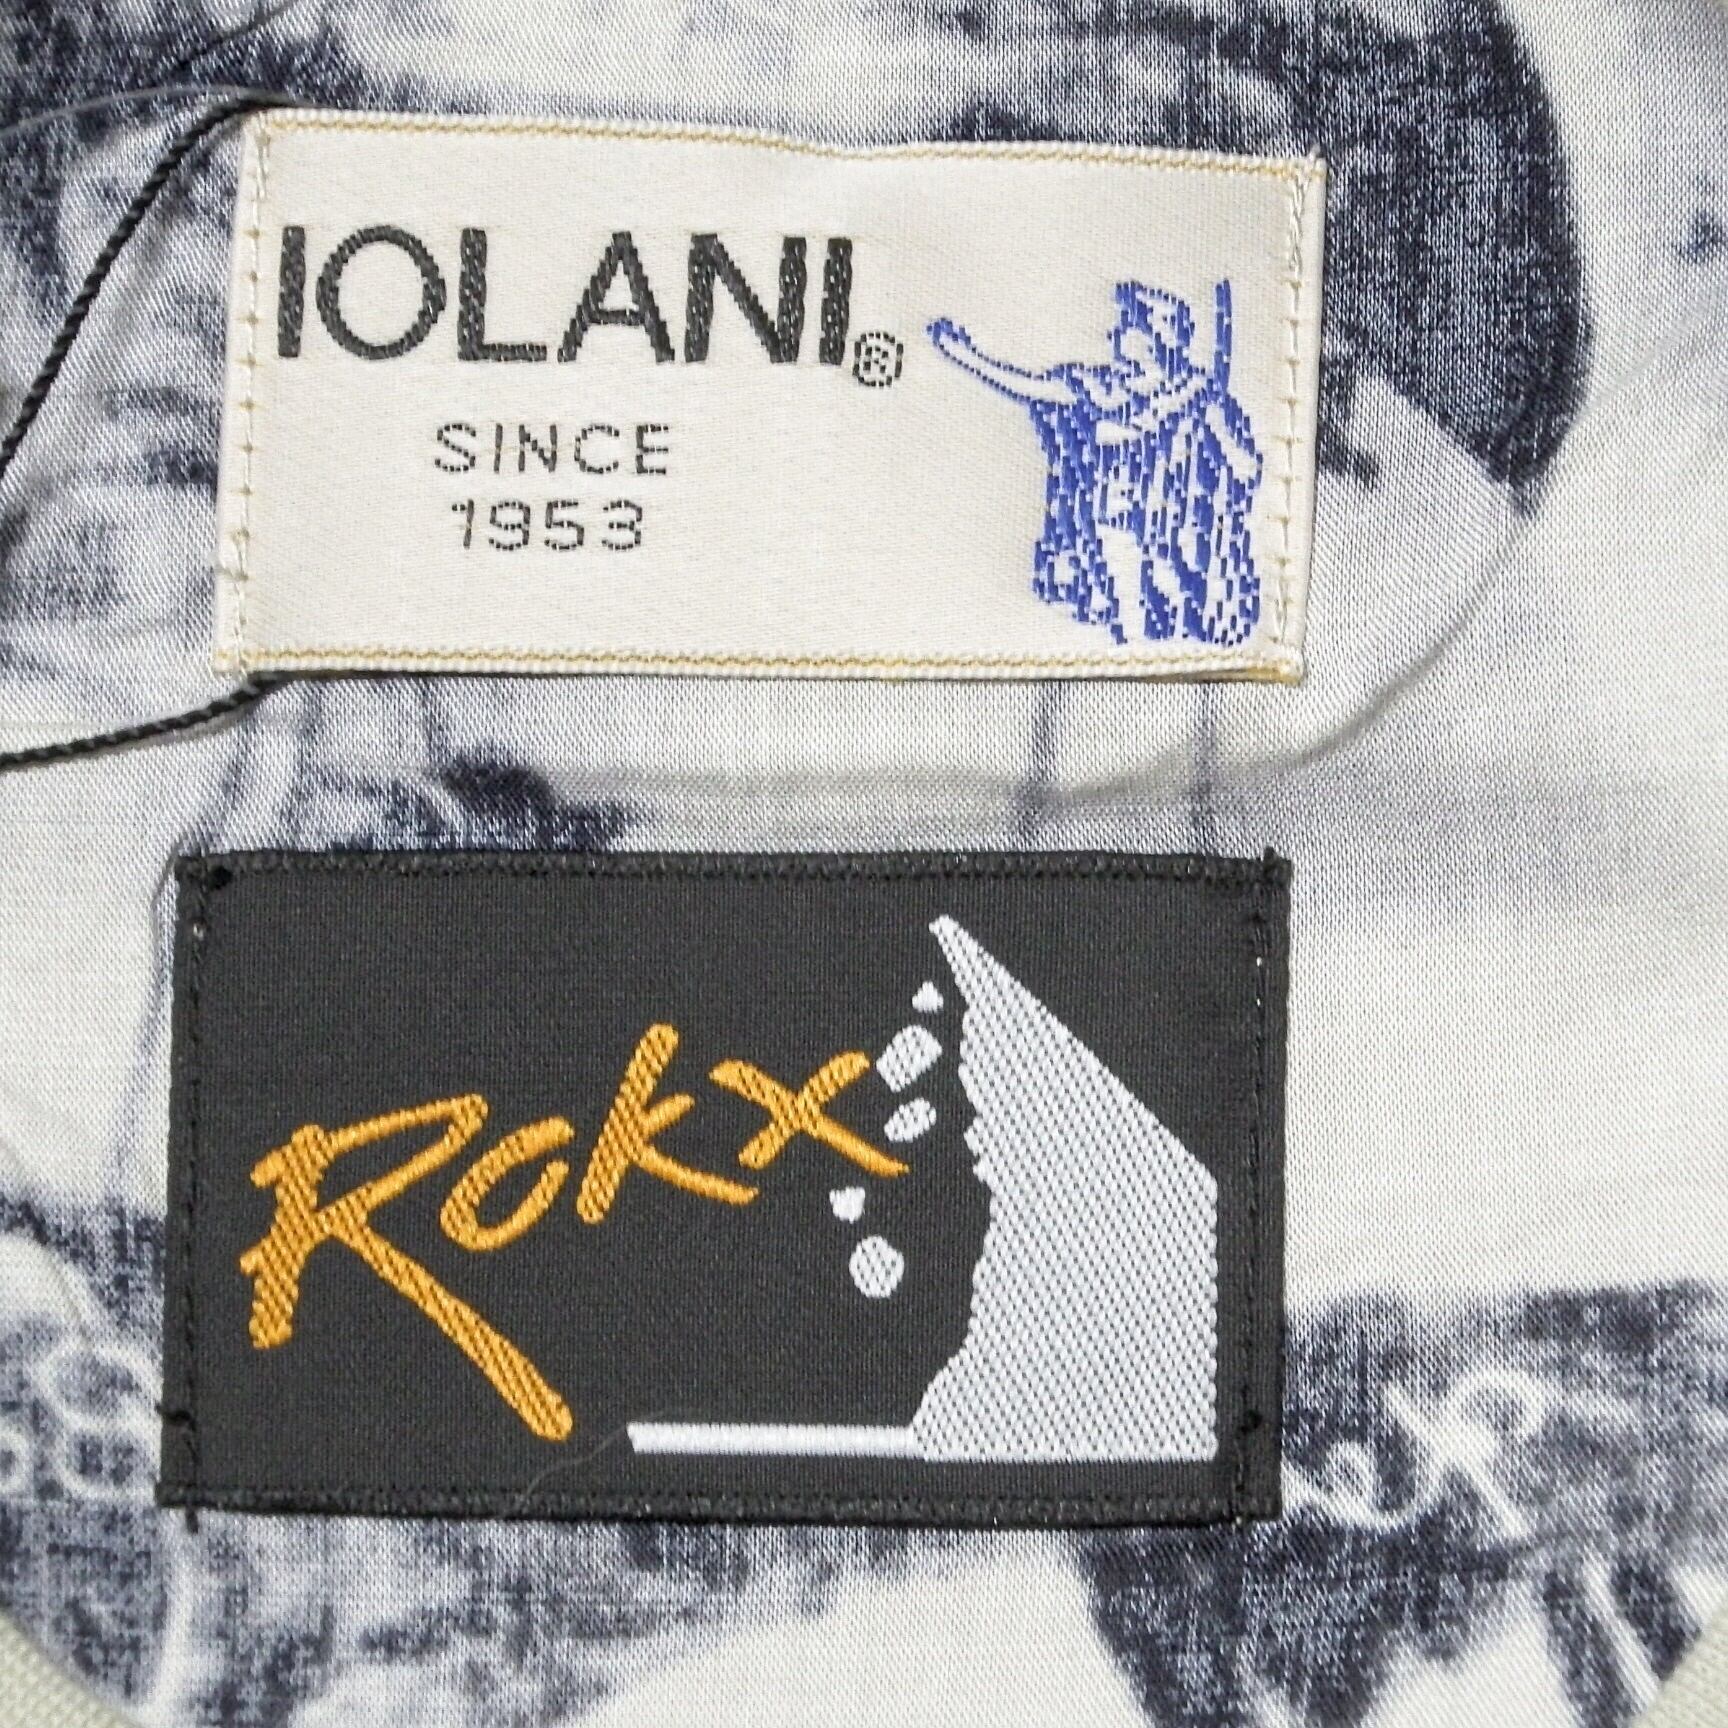 IOLANI®
SINCE
1953
Rokx